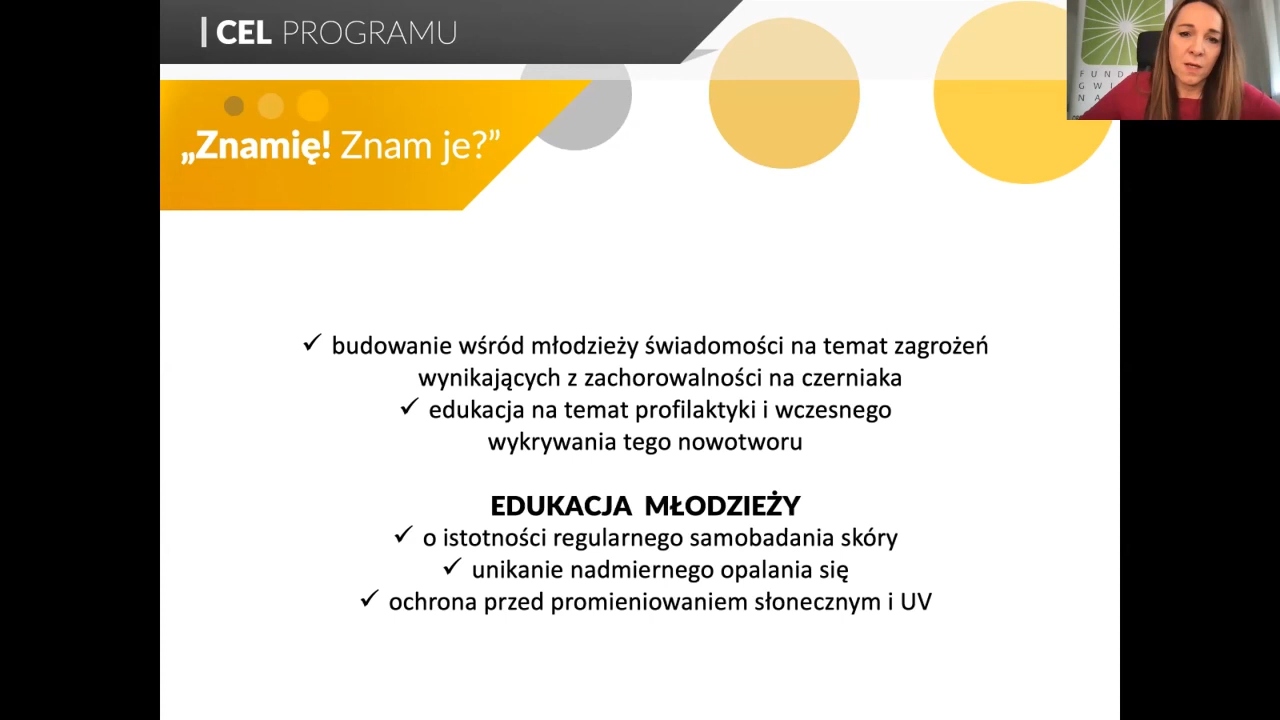 CEL PROGRAMU
„Znamię! Znam je?”
✓ budowanie wśród młodzieży świadomości na temat zagrożeń
wynikających z zachorowalności na czerniaka
✓ edukacja na temat profilaktyki i wczesnego
wykrywania tego nowotworu
EDUKACJA MŁODZIEŻY
✓ o istotności regularnego samobadania skóry
✓ unikanie nadmiernego opalania się
✓ ochrona przed promieniowaniem słonecznym i UV